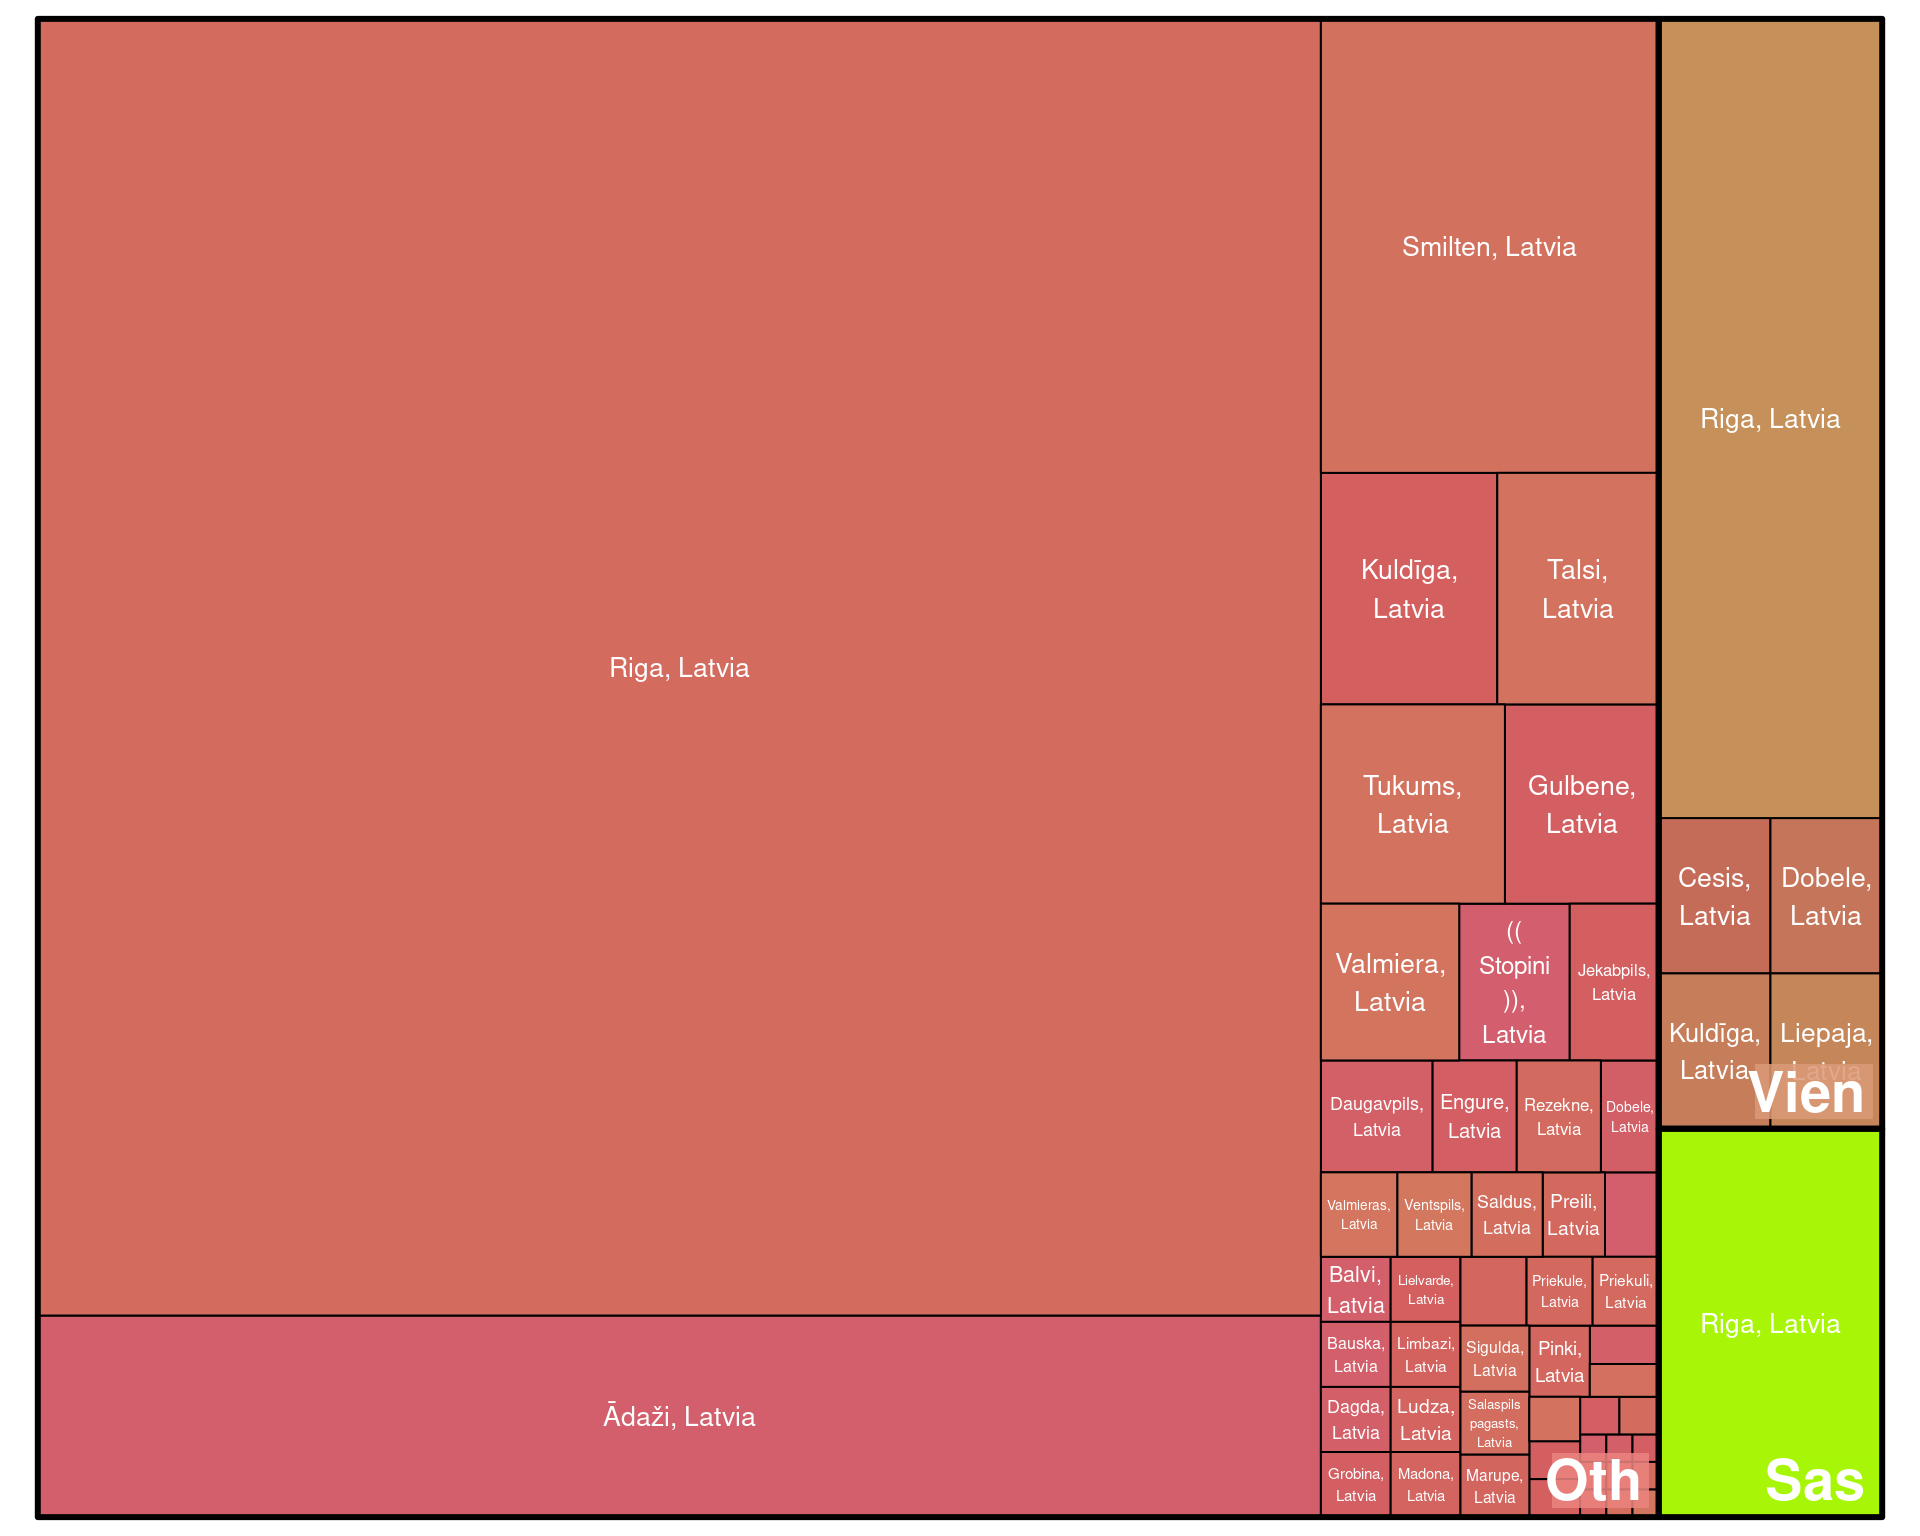 Riga, Latvia
Ādaži, Latvia
Smilten, Latvia
Kuldīga,
Latvia
Talsi,
Latvia
Tukums,
Latvia
Gulbene,
Latvia
Valmiera,
Latvia
((
Stopini
)),
Latvia
Jekabpils,
Latvia
Daugavpils,
Latvia
Engure,
Latvia
Rezekne,
Latvia
Dobele,
Latvia
Valmieras,
Latvia
Ventspils,
Latvia
Saldus,
Latvia
Preili,
Latvia
Balvi,
Latvia
Lielvarde,
Latvia
Priekule,
Latvia
Priekuli,
Latvia
Bauska,
Latvia
Limbazi,
Latvia
Sigulda,
Latvia
Pinki,
Latvia
Dagda,
Latvia
Ludza,
Latvia
Salaspils
pagasts,
Latvia
Grobina,
Latvia
Madona,
Latvia
Marupe,
Latvia
Oth
Riga, Latvia
Cesis,
Latvia
Dobele,
Latvia
Kuldīga,
Latvia
Liepaja,
Latvia
Vien
Riga, Latvia
Sas